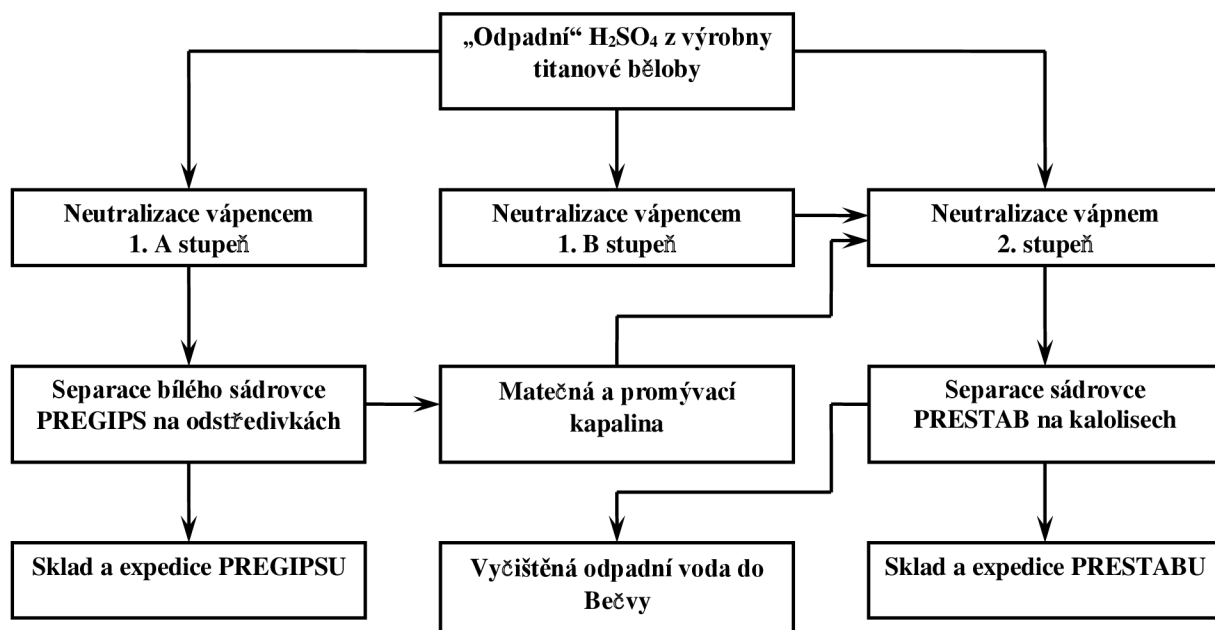 „Odpadní“ H₂SO₄ z výrobny
titanové běloby
Neutralizace vápencem
1. A stupeň
Neutralizace vápencem
1. B stupeň
Neutralizace vápnem
2. stupeň
Separace bílého sádrovce
PREGIPS na odstředivkách
Matečná a promývací
kapalina
Separace sádrovce
PRESTAB na kalolisech
Sklad a expedice PREGIPSU
Vyčištěná odpadní voda do
Bečvy
Sklad a expedice PRESTABU